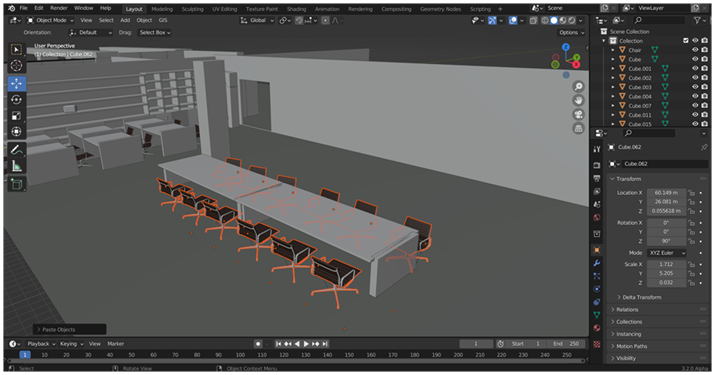 File Edit Render Window Help Layout Modeling Sculpting UV Editing Texture Paint Shading Animation Rendering Compositing Geometry Nodes Scripting Scene ViewLayer
Object Mode View Select Add Object GIS Global
Orientation: Default Drag: Select Box Options
User Perspective
(1) Collection | Cube.062
Scene Collection
Collection
Chair
Cube
Cube.001
Cube.002
Cube.003
Cube.004
Cube.007
Cube.011
Cube.015
Cube.062
Cube.062
Transform
Location X 60.149 m
Y 26.081 m
Z 0.055618 m
Rotation X 0°
Y 0°
Z 90°
Mode XYZ Euler
Scale X 1.712
Y 5.205
Z 0.032
Delta Transform
Relations
Collections
Instancing
Motion Paths
Visibility
Paste Objects
Playback Keying View Marker 1 Start 1 End 250
1 10 20 30 40 50 60 70 80 90 100 110 120 130 140 150 160 170 180 190 200 210 220 230 240 250
Select Rotate View Object Context Menu 3.2.0 Alpha